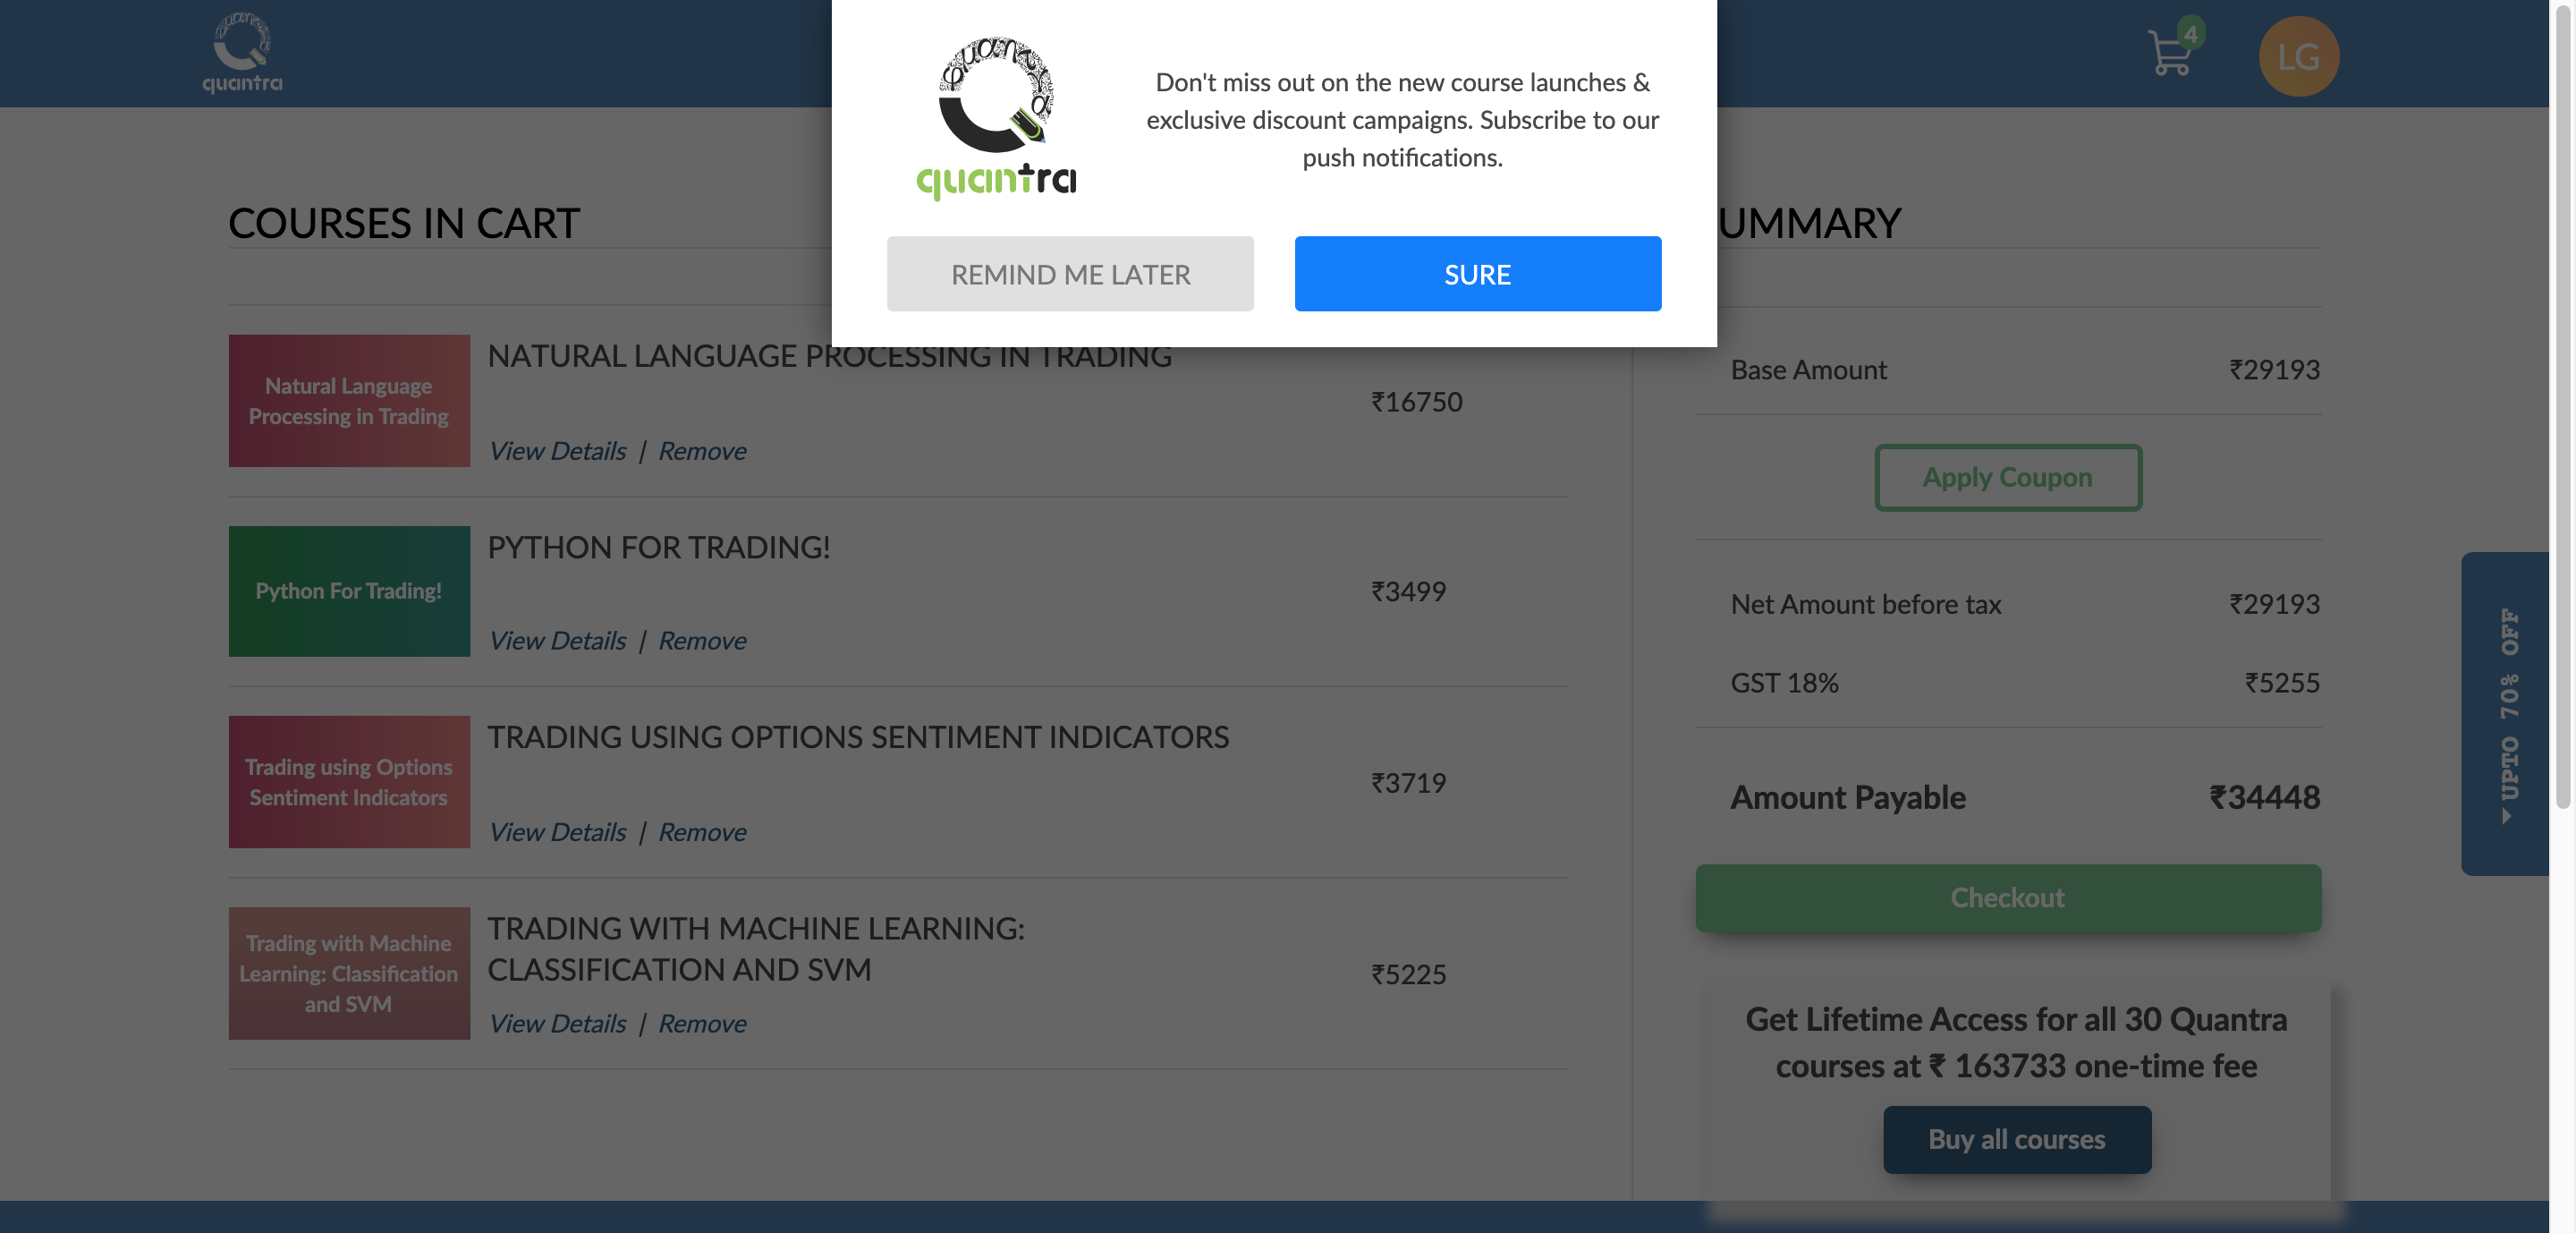 quantra
4
LG
quantra
Don't miss out on the new course launches &
exclusive discount campaigns. Subscribe to our
push notifications.
REMIND ME LATER
SURE
COURSES IN CART
Natural Language
Processing in Trading
NATURAL LANGUAGE PROCESSING IN TRADING
₹16750
View Details | Remove
Python For Trading!
PYTHON FOR TRADING!
₹3499
View Details | Remove
Trading using Options
Sentiment Indicators
TRADING USING OPTIONS SENTIMENT INDICATORS
₹3719
View Details | Remove
Trading with Machine
Learning: Classification
and SVM
TRADING WITH MACHINE LEARNING:
CLASSIFICATION AND SVM
₹5225
View Details | Remove
UMMARY
Base Amount ₹29193
Apply Coupon
Net Amount before tax ₹29193
GST 18% ₹5255
Amount Payable ₹34448
Checkout
Get Lifetime Access for all 30 Quantra
courses at ₹ 163733 one-time fee
Buy all courses
UPTO 70% OFF